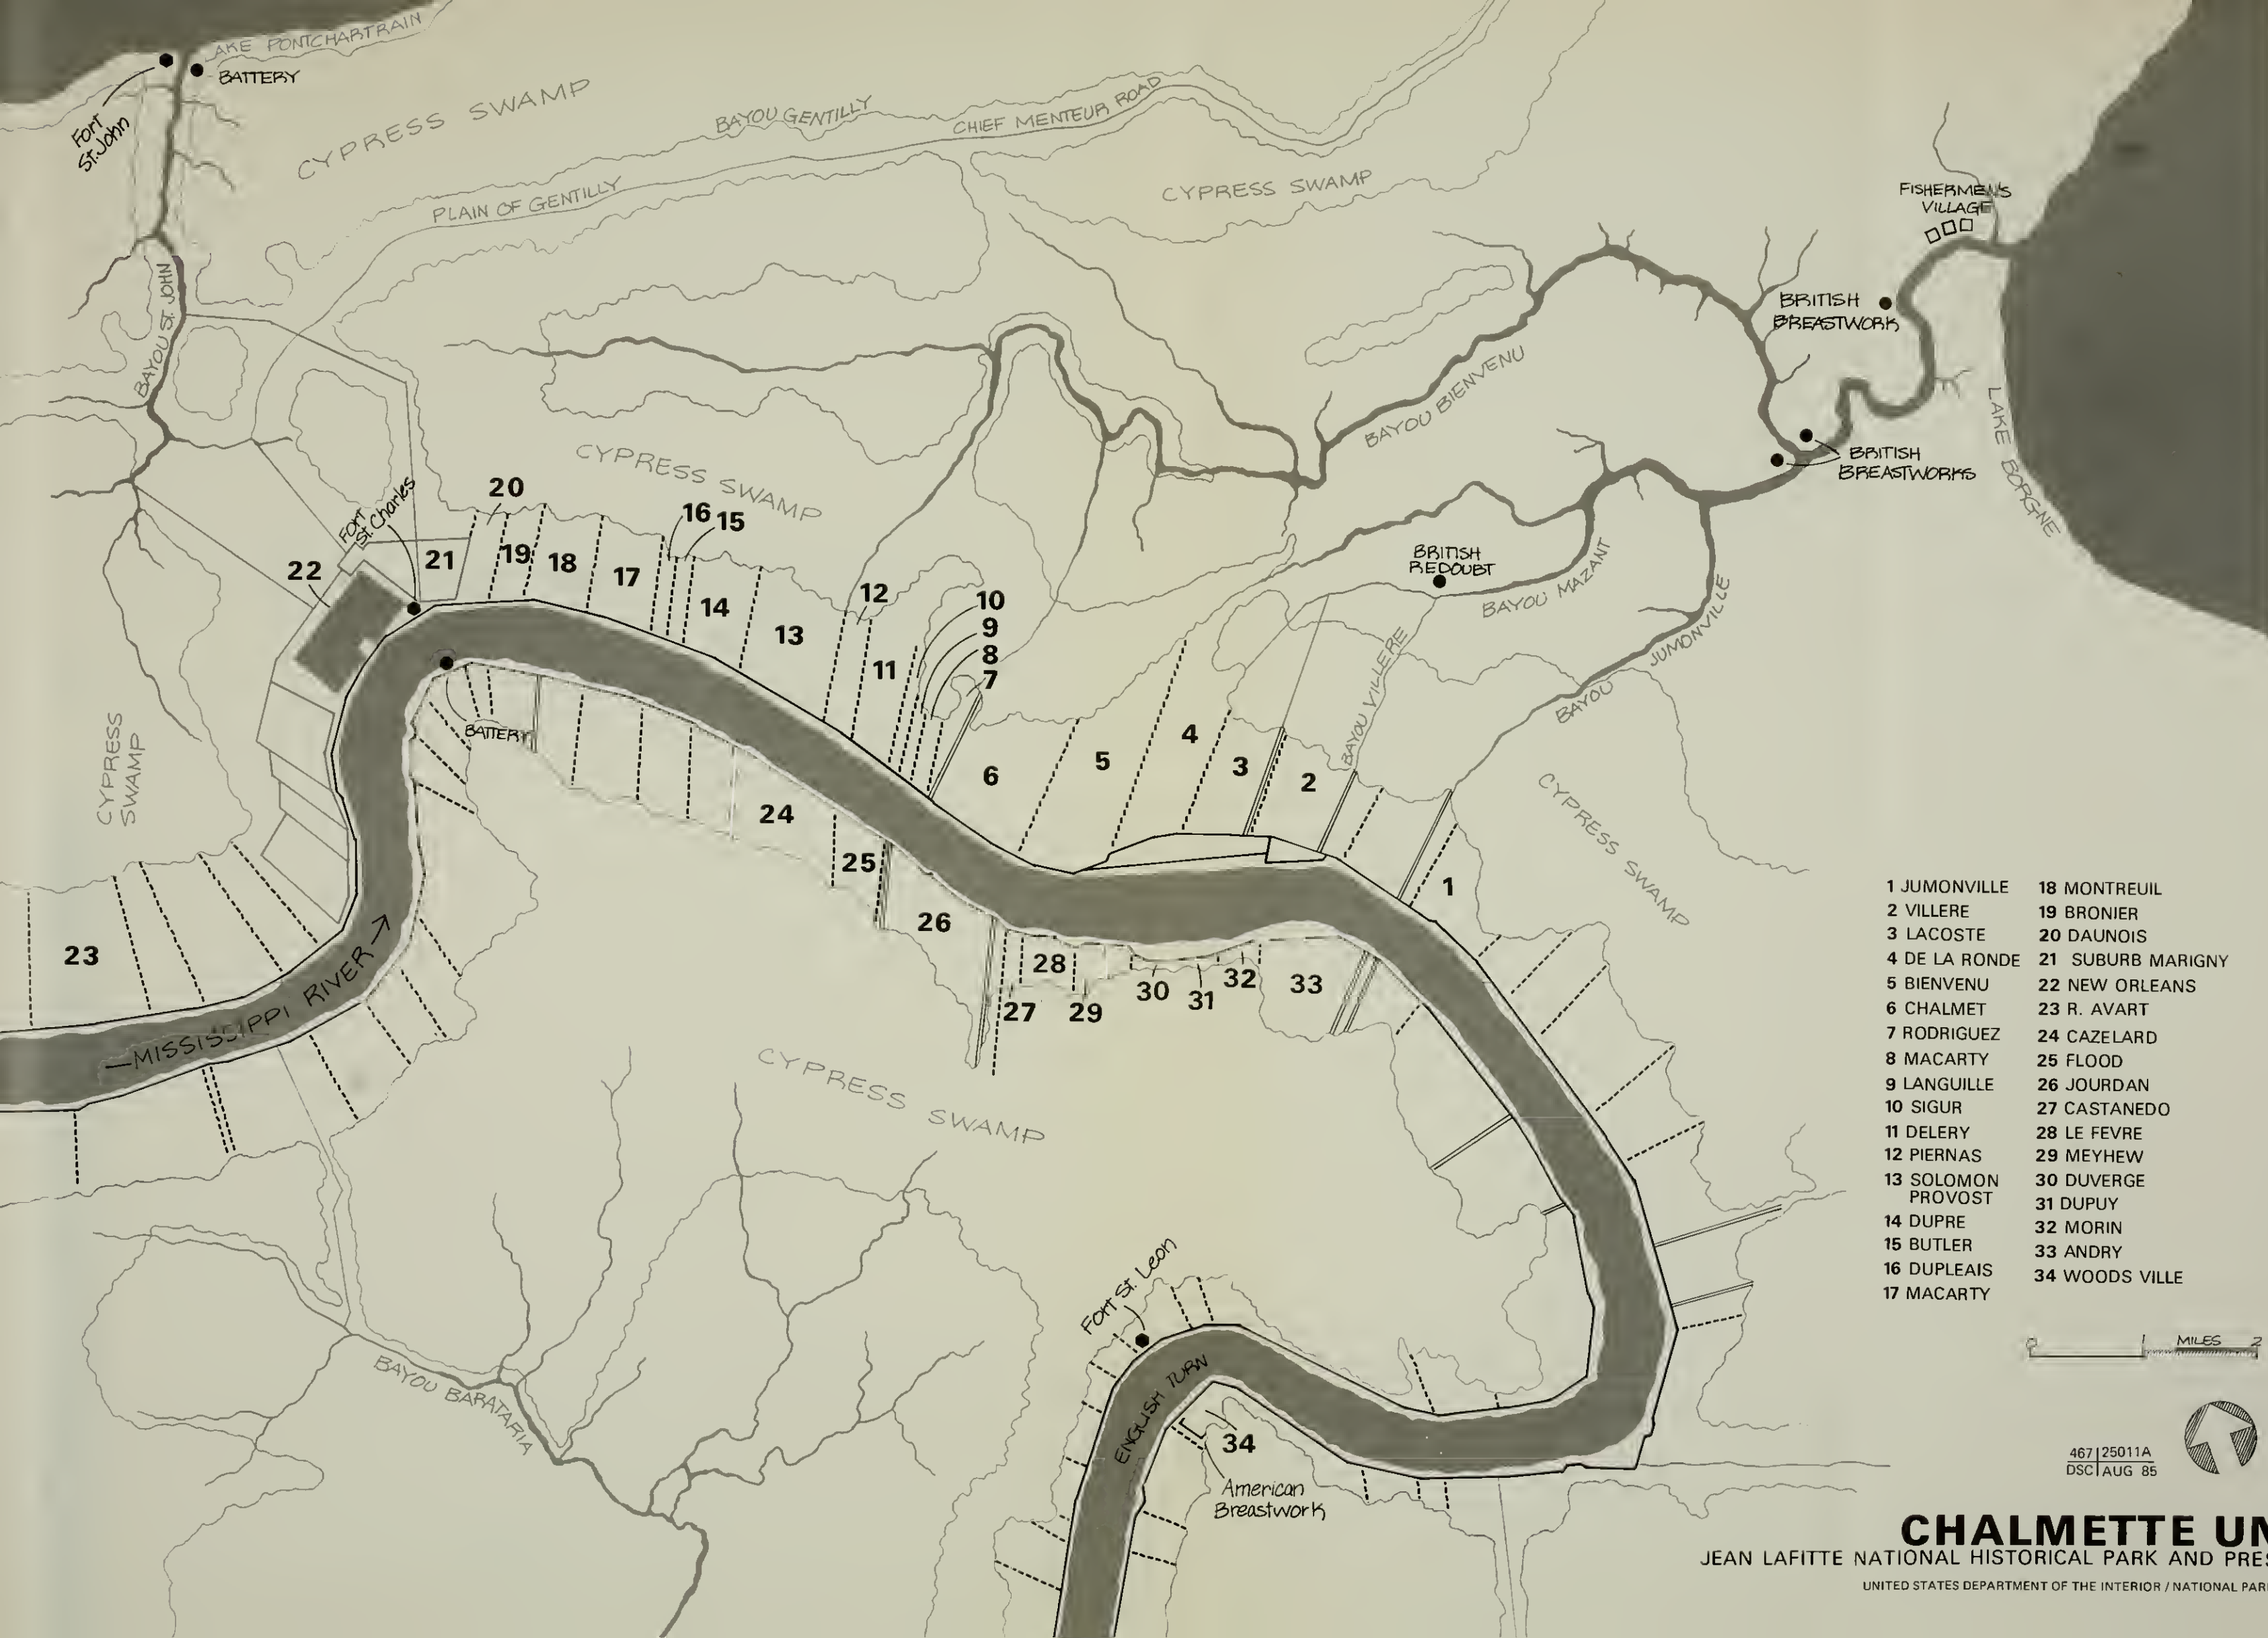 LAKE PONTCHARTRAIN
BATTERY
Fort
St. John
CYPRESS SWAMP
BAYOU GENTILLY
CHIEF MENTEUR ROAD
PLAIN OF GENTILLY
CYPRESS SWAMP
FISHERMEN'S
VILLAGE
BAYOU ST. JOHN
BRITISH
BREASTWORK
BAYOU BIENVENU
LAKE BORGNE
BRITISH
BREASTWORKS
CYPRESS SWAMP
Fort
St. Charles
20
16
15
21
19
18
17
22
14
13
12
11
10
9
8
7
BRITISH
REDOUBT
BAYOU MAZANT
BAYOU VILLERE
BAYOU JUMONVILLE
BATTERY
CYPRESS
SWAMP
6
5
4
3
2
1
CYPRESS SWAMP
24
25
26
23
28
27
29
30
31
32
33
—MISSISSIPPI RIVER→
CYPRESS SWAMP
BAYOU BARATARIA
Fort St. Leon
ENGLISH TURN
34
American
Breastwork
1 JUMONVILLE
2 VILLERE
3 LACOSTE
4 DE LA RONDE
5 BIENVENU
6 CHALMET
7 RODRIGUEZ
8 MACARTY
9 LANGUILLE
10 SIGUR
11 DELERY
12 PIERNAS
13 SOLOMON
PROVOST
14 DUPRE
15 BUTLER
16 DUPLEAIS
17 MACARTY
18 MONTREUIL
19 BRONIER
20 DAUNOIS
21 SUBURB MARIGNY
22 NEW ORLEANS
23 R. AVART
24 CAZELARD
25 FLOOD
26 JOURDAN
27 CASTANEDO
28 LE FEVRE
29 MEYHEW
30 DUVERGE
31 DUPUY
32 MORIN
33 ANDRY
34 WOODS VILLE
0 1 MILES 2
467 | 25011A
DSC | AUG 85
CHALMETTE UN
JEAN LAFITTE NATIONAL HISTORICAL PARK AND PRES
UNITED STATES DEPARTMENT OF THE INTERIOR / NATIONAL PAR